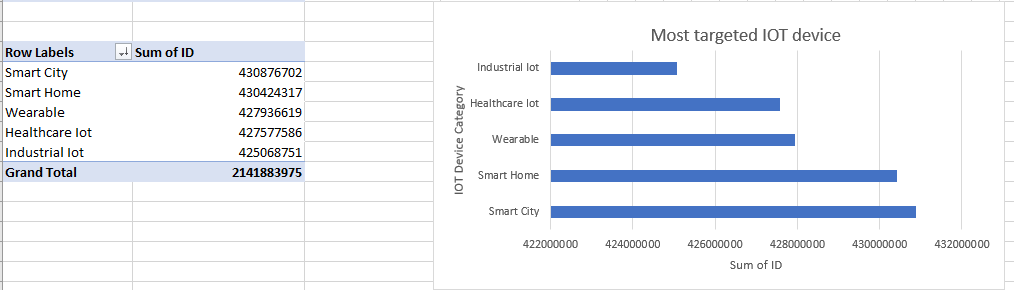 Row Labels Sum of ID
Smart City 430876702
Smart Home 430424317
Wearable 427936619
Healthcare Iot 427577586
Industrial Iot 425068751
Grand Total 2141883975
Most targeted IOT device
IOT Device Category
Industrial Iot
Healthcare Iot
Wearable
Smart Home
Smart City
422000000 424000000 426000000 428000000 430000000 432000000
Sum of ID